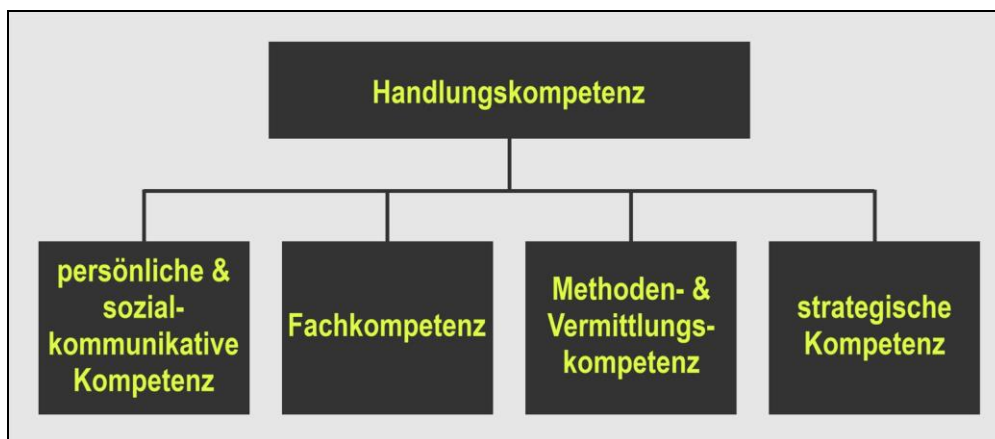 Handlungskompetenz
persönliche &
sozial-
kommunikative
Kompetenz
Fachkompetenz
Methoden- &
Vermittlungs-
kompetenz
strategische
Kompetenz